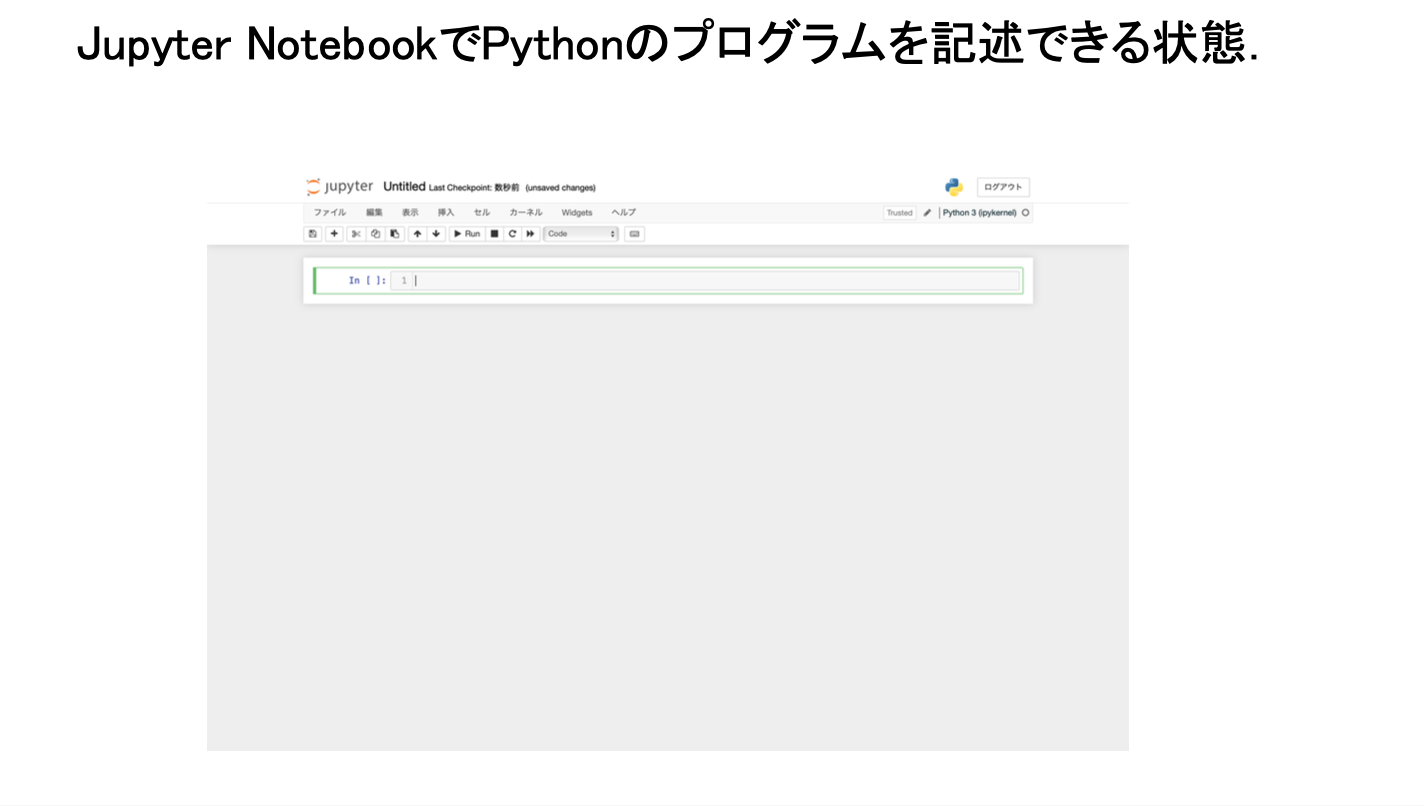 Jupyter NotebookでPythonのプログラムを記述できる状態.
jupyter Untitled Last Checkpoint: 数秒前 (unsaved changes) ログアウト
ファイル 編集 表示 挿入 セル カーネル Widgets ヘルプ Trusted Python 3 (ipykernel)
Run Code
In [ ]: 1